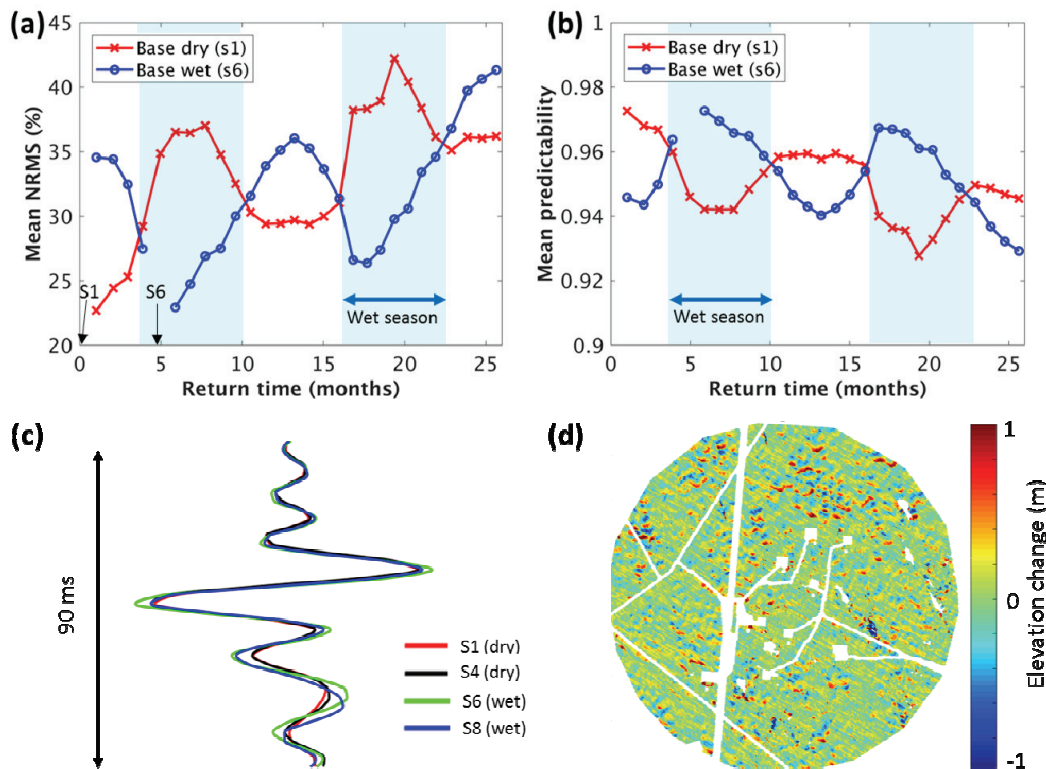 (a)
45
40
35
30
25
20
Mean NRMS (%)
Base dry (s1)
Base wet (s6)
S1
S6
Wet season
0 5 10 15 20 25
Return time (months)
(b)
1
0.98
0.96
0.94
0.92
0.9
Mean predictability
Base dry (s1)
Base wet (s6)
Wet season
0 5 10 15 20 25
Return time (months)
(c)
90 ms
S1 (dry)
S4 (dry)
S6 (wet)
S8 (wet)
(d)
1
0
-1
Elevation change (m)